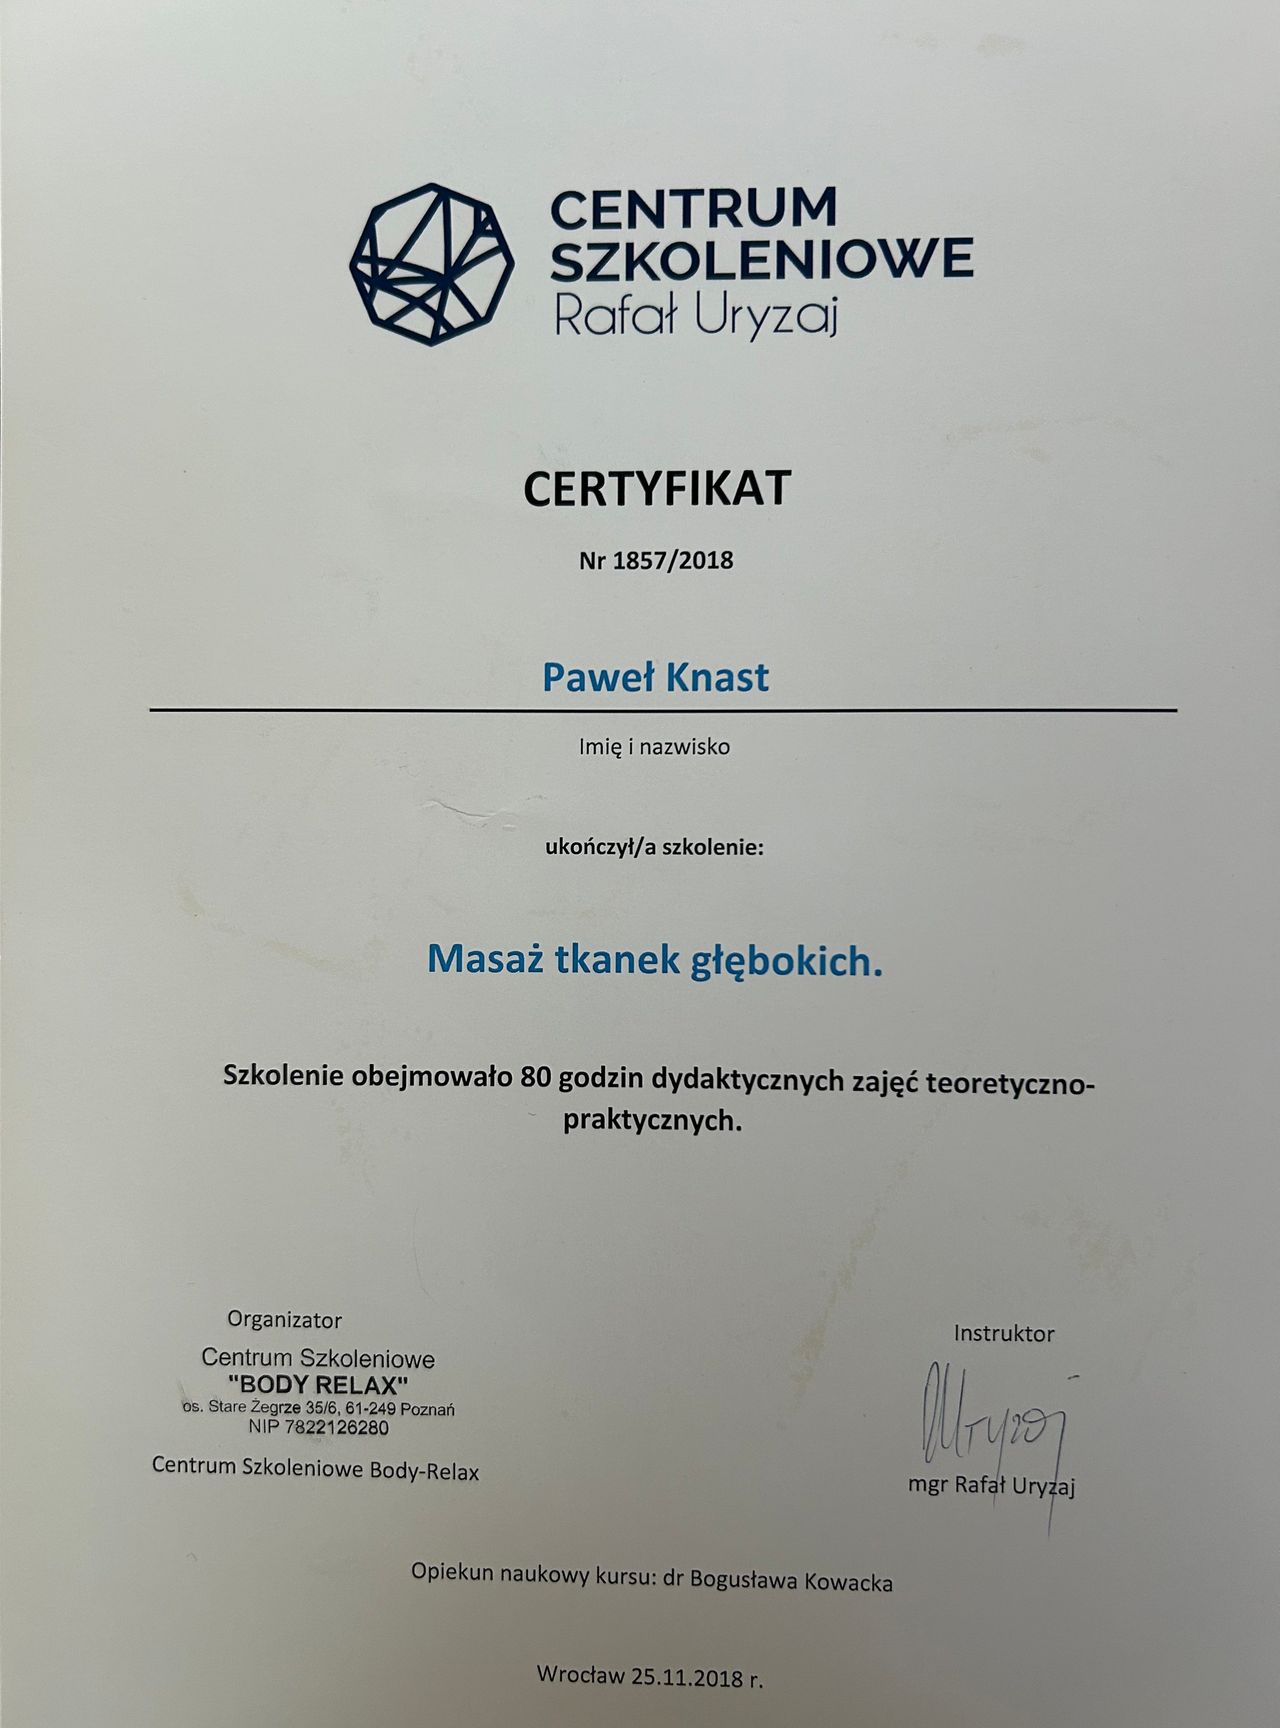 CENTRUM
SZKOLENIOWE
Rafał Uryzaj
CERTYFIKAT
Nr 1857/2018
Paweł Knast
Imię i nazwisko
ukończył/a szkolenie:
Masaż tkanek głębokich.
Szkolenie obejmowało 80 godzin dydaktycznych zajęć teoretyczno-
praktycznych.
Organizator
Centrum Szkoleniowe
"BODY RELAX"
os. Stare Żegrze 35/6, 61-249 Poznań
NIP 7822126280
Centrum Szkoleniowe Body-Relax
Instruktor
Uryzaj
mgr Rafał Uryzaj
Opiekun naukowy kursu: dr Bogusława Kowacka
Wrocław 25.11.2018 r.